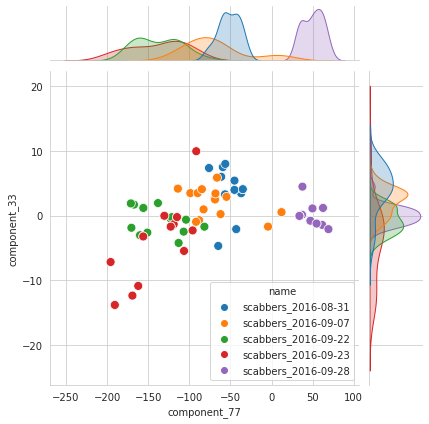 20
10
0
−10
−20
component_33
name
scabbers_2016-08-31
scabbers_2016-09-07
scabbers_2016-09-22
scabbers_2016-09-23
scabbers_2016-09-28
−250 −200 −150 −100 −50 0 50 100
component_77